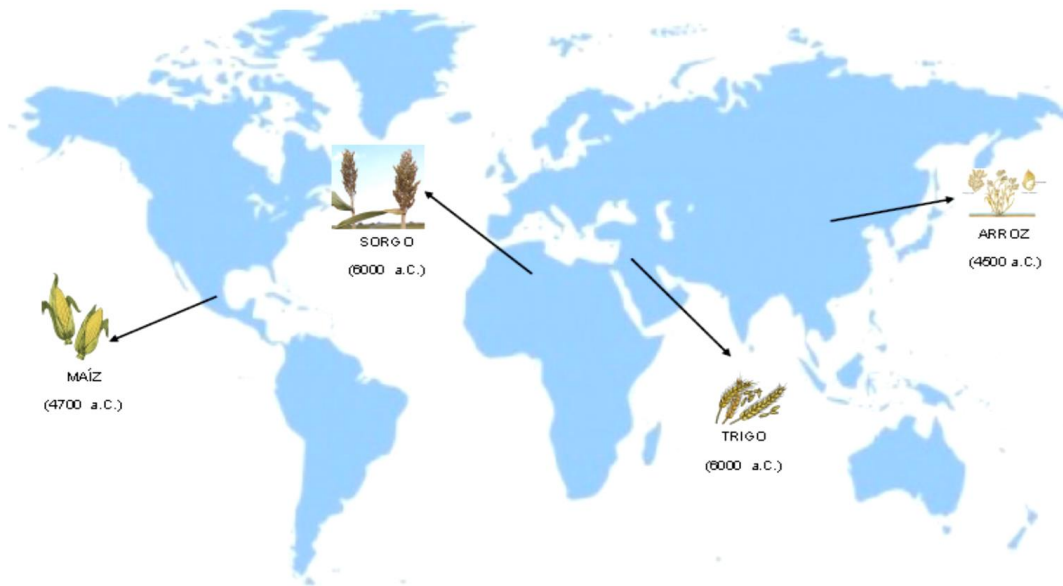 SORGO
(6000 a.C.)
ARROZ
(4500 a.C.)
MAÍZ
(4700 a.C.)
TRIGO
(6000 a.C.)